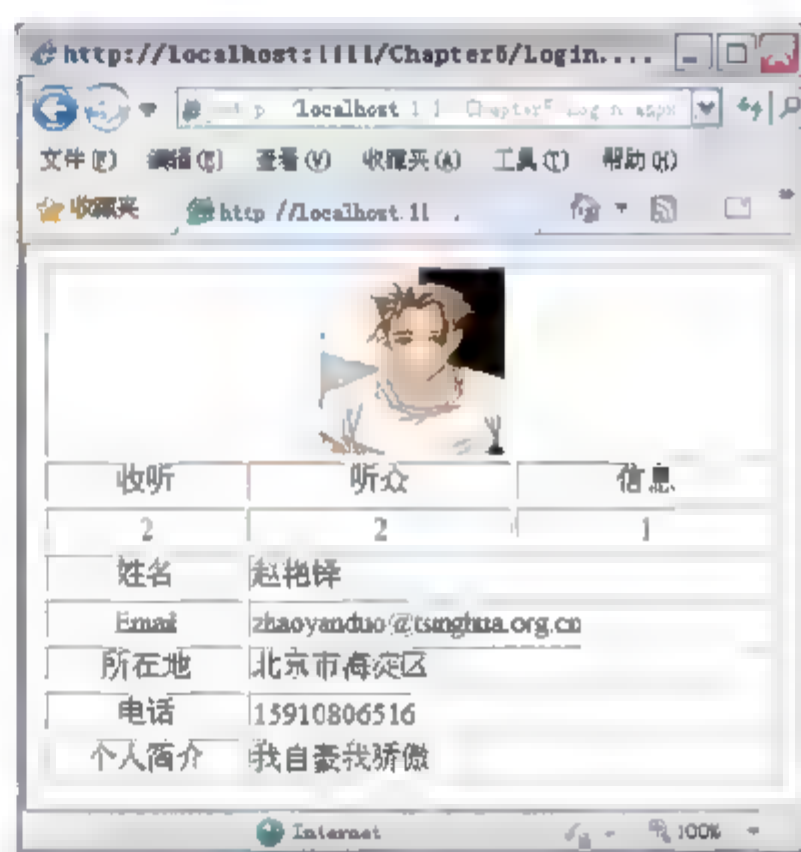 http://localhost:1111/Chapter5/Login....
localhost
文件(F) 编辑(E) 查看(V) 收藏夹(A) 工具(T) 帮助(H)
收藏夹 http://localhost:11
收听 听众 信息
2 2 1
姓名 赵艳铎
Email zhaoyanduo@tsinghua.org.cn
所在地 北京市海淀区
电话 15910806516
个人简介 我自豪我骄傲
Internet 100%